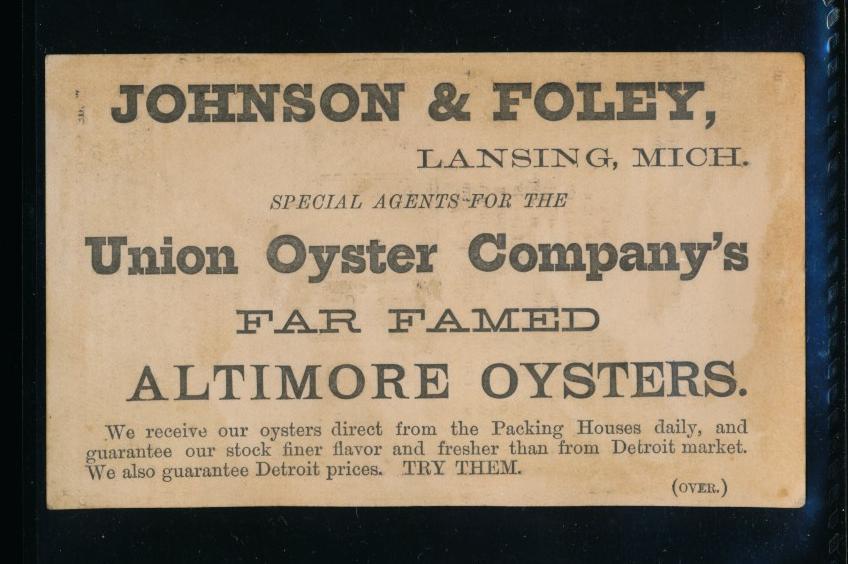 JOHNSON & FOLEY,
LANSING, MICH.
SPECIAL AGENTS FOR THE
Union Oyster Company's
FAR FAMED
ALTIMORE OYSTERS.
We receive our oysters direct from the Packing Houses daily, and
guarantee our stock finer flavor and fresher than from Detroit market.
We also guarantee Detroit prices. TRY THEM.
(OVER.)